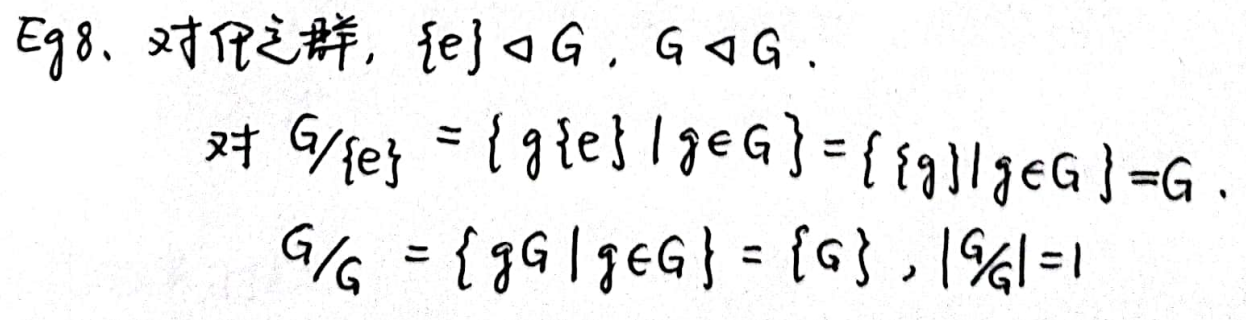 Eg8、对任意群, {e} ◁ G . G ◁ G .
对 G/{e} = { g{e} | g∈G } = { {g} | g∈G } = G .
G/G = { gG | g∈G } = {G} , |G/G| = 1